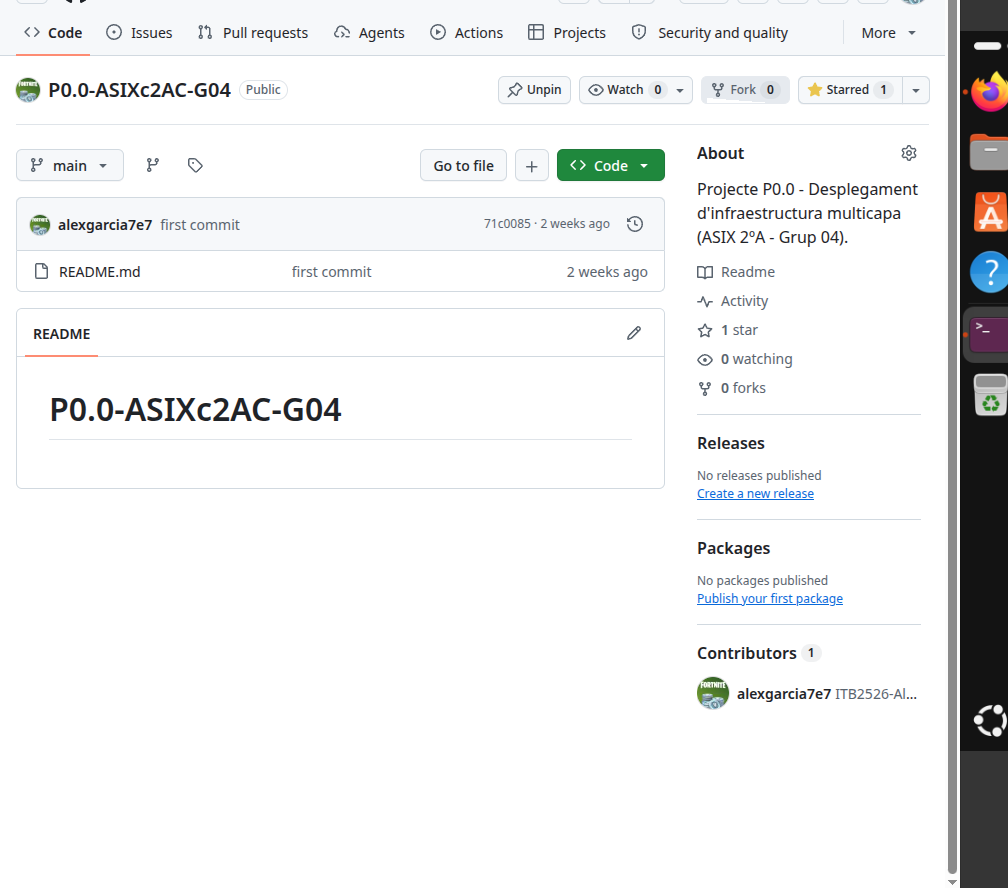 Code Issues Pull requests Agents Actions Projects Security and quality More
P0.0-ASIXc2AC-G04 Public Unpin Watch 0 Fork 0 Starred 1
main Go to file Code
alexgarcia7e7 first commit 71c0085 · 2 weeks ago
README.md first commit 2 weeks ago
README
P0.0-ASIXc2AC-G04
About
Projecte P0.0 - Desplegament
d'infraestructura multicapa
(ASIX 2ºA - Grup 04).
Readme
Activity
1 star
0 watching
0 forks
Releases
No releases published
Create a new release
Packages
No packages published
Publish your first package
Contributors 1
FORTNITE
alexgarcia7e7 ITB2526-Al...